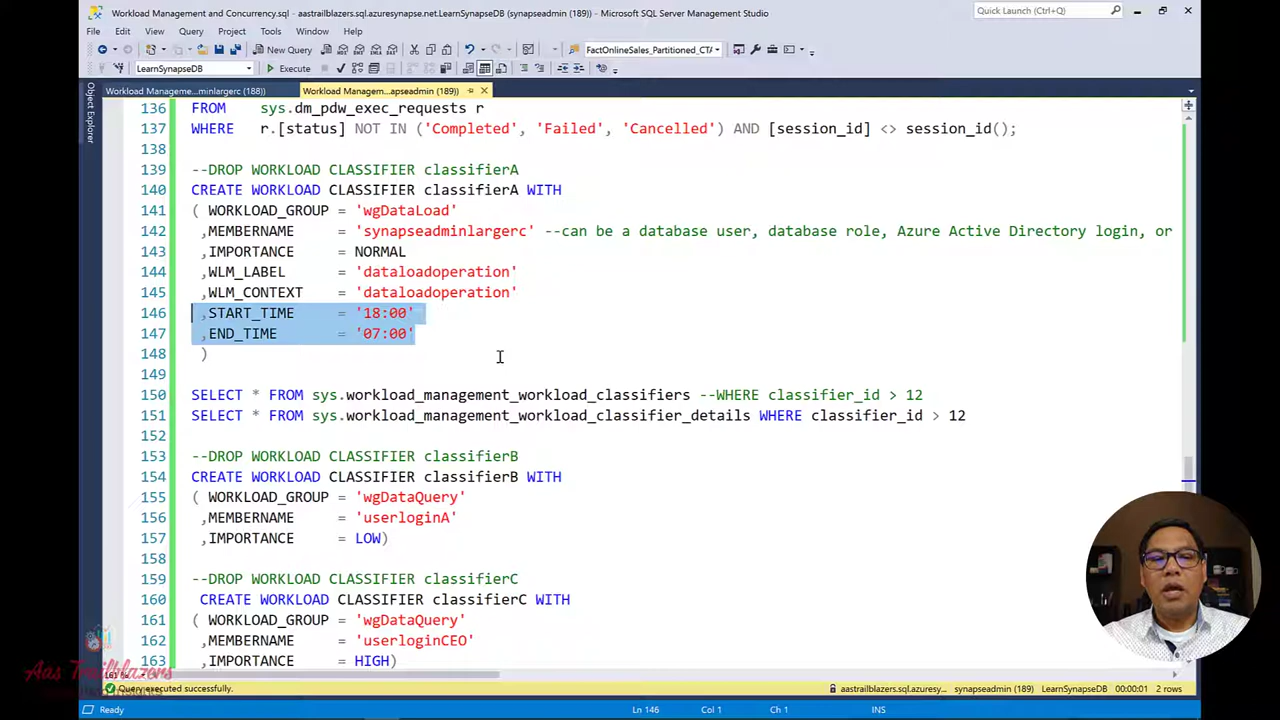 Workload Management and Concurrency.sql - aastrailblazers.sql.azuresynapse.net.LearnSynapseDB (synapseadmin (189)) - Microsoft SQL Server Management Studio
Quick Launch (Ctrl+Q)
File Edit View Query Project Tools Window Help
New Query
FactOnlineSales_Partitioned_CTA
LearnSynapseDB
Execute
Workload Manageme...minlargerc (188))
Workload Managem...apseadmin (189))
Object Explorer
136 FROM sys.dm_pdw_exec_requests r
137 WHERE r.[status] NOT IN ('Completed', 'Failed', 'Cancelled') AND [session_id] <> session_id();
138
139 --DROP WORKLOAD CLASSIFIER classifierA
140 CREATE WORKLOAD CLASSIFIER classifierA WITH
141 ( WORKLOAD_GROUP = 'wgDataLoad'
142 ,MEMBERNAME = 'synapseadminlargerc' --can be a database user, database role, Azure Active Directory login, or
143 ,IMPORTANCE = NORMAL
144 ,WLM_LABEL = 'dataloadoperation'
145 ,WLM_CONTEXT = 'dataloadoperation'
146 ,START_TIME = '18:00'
147 ,END_TIME = '07:00'
148 )
149
150 SELECT * FROM sys.workload_management_workload_classifiers --WHERE classifier_id > 12
151 SELECT * FROM sys.workload_management_workload_classifier_details WHERE classifier_id > 12
152
153 --DROP WORKLOAD CLASSIFIER classifierB
154 CREATE WORKLOAD CLASSIFIER classifierB WITH
155 ( WORKLOAD_GROUP = 'wgDataQuery'
156 ,MEMBERNAME = 'userloginA'
157 ,IMPORTANCE = LOW)
158
159 --DROP WORKLOAD CLASSIFIER classifierC
160 CREATE WORKLOAD CLASSIFIER classifierC WITH
161 ( WORKLOAD_GROUP = 'wgDataQuery'
162 ,MEMBERNAME = 'userloginCEO'
163 ,IMPORTANCE = HIGH)
Aas Trailblazers
Query executed successfully.
aastrailblazers.sql.azuresy...
synapseadmin (189)
LearnSynapseDB
00:00:01
2 rows
Ready
Ln 146
Col 1
Ch 1
INS